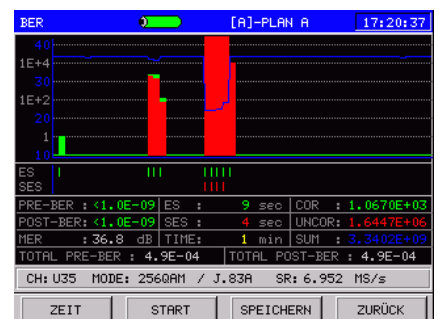 BER [A]-PLAN A 17:20:37
40
1E+4
30
1E+2
20
1
10
ES
SES
PRE-BER : <1.0E-09 ES : 9 sec COR : 1.0670E+03
POST-BER: <1.0E-09 SES : 4 sec UNCOR: 1.6447E+06
MER : 36.8 dB TIME: 1 min SUM : 3.3402E+09
TOTAL PRE-BER : 4.9E-04 TOTAL POST-BER : 4.9E-04
CH: U35 MODE: 256QAM / J.83A SR: 6.952 MS/s
ZEIT START SPEICHERN ZURÜCK